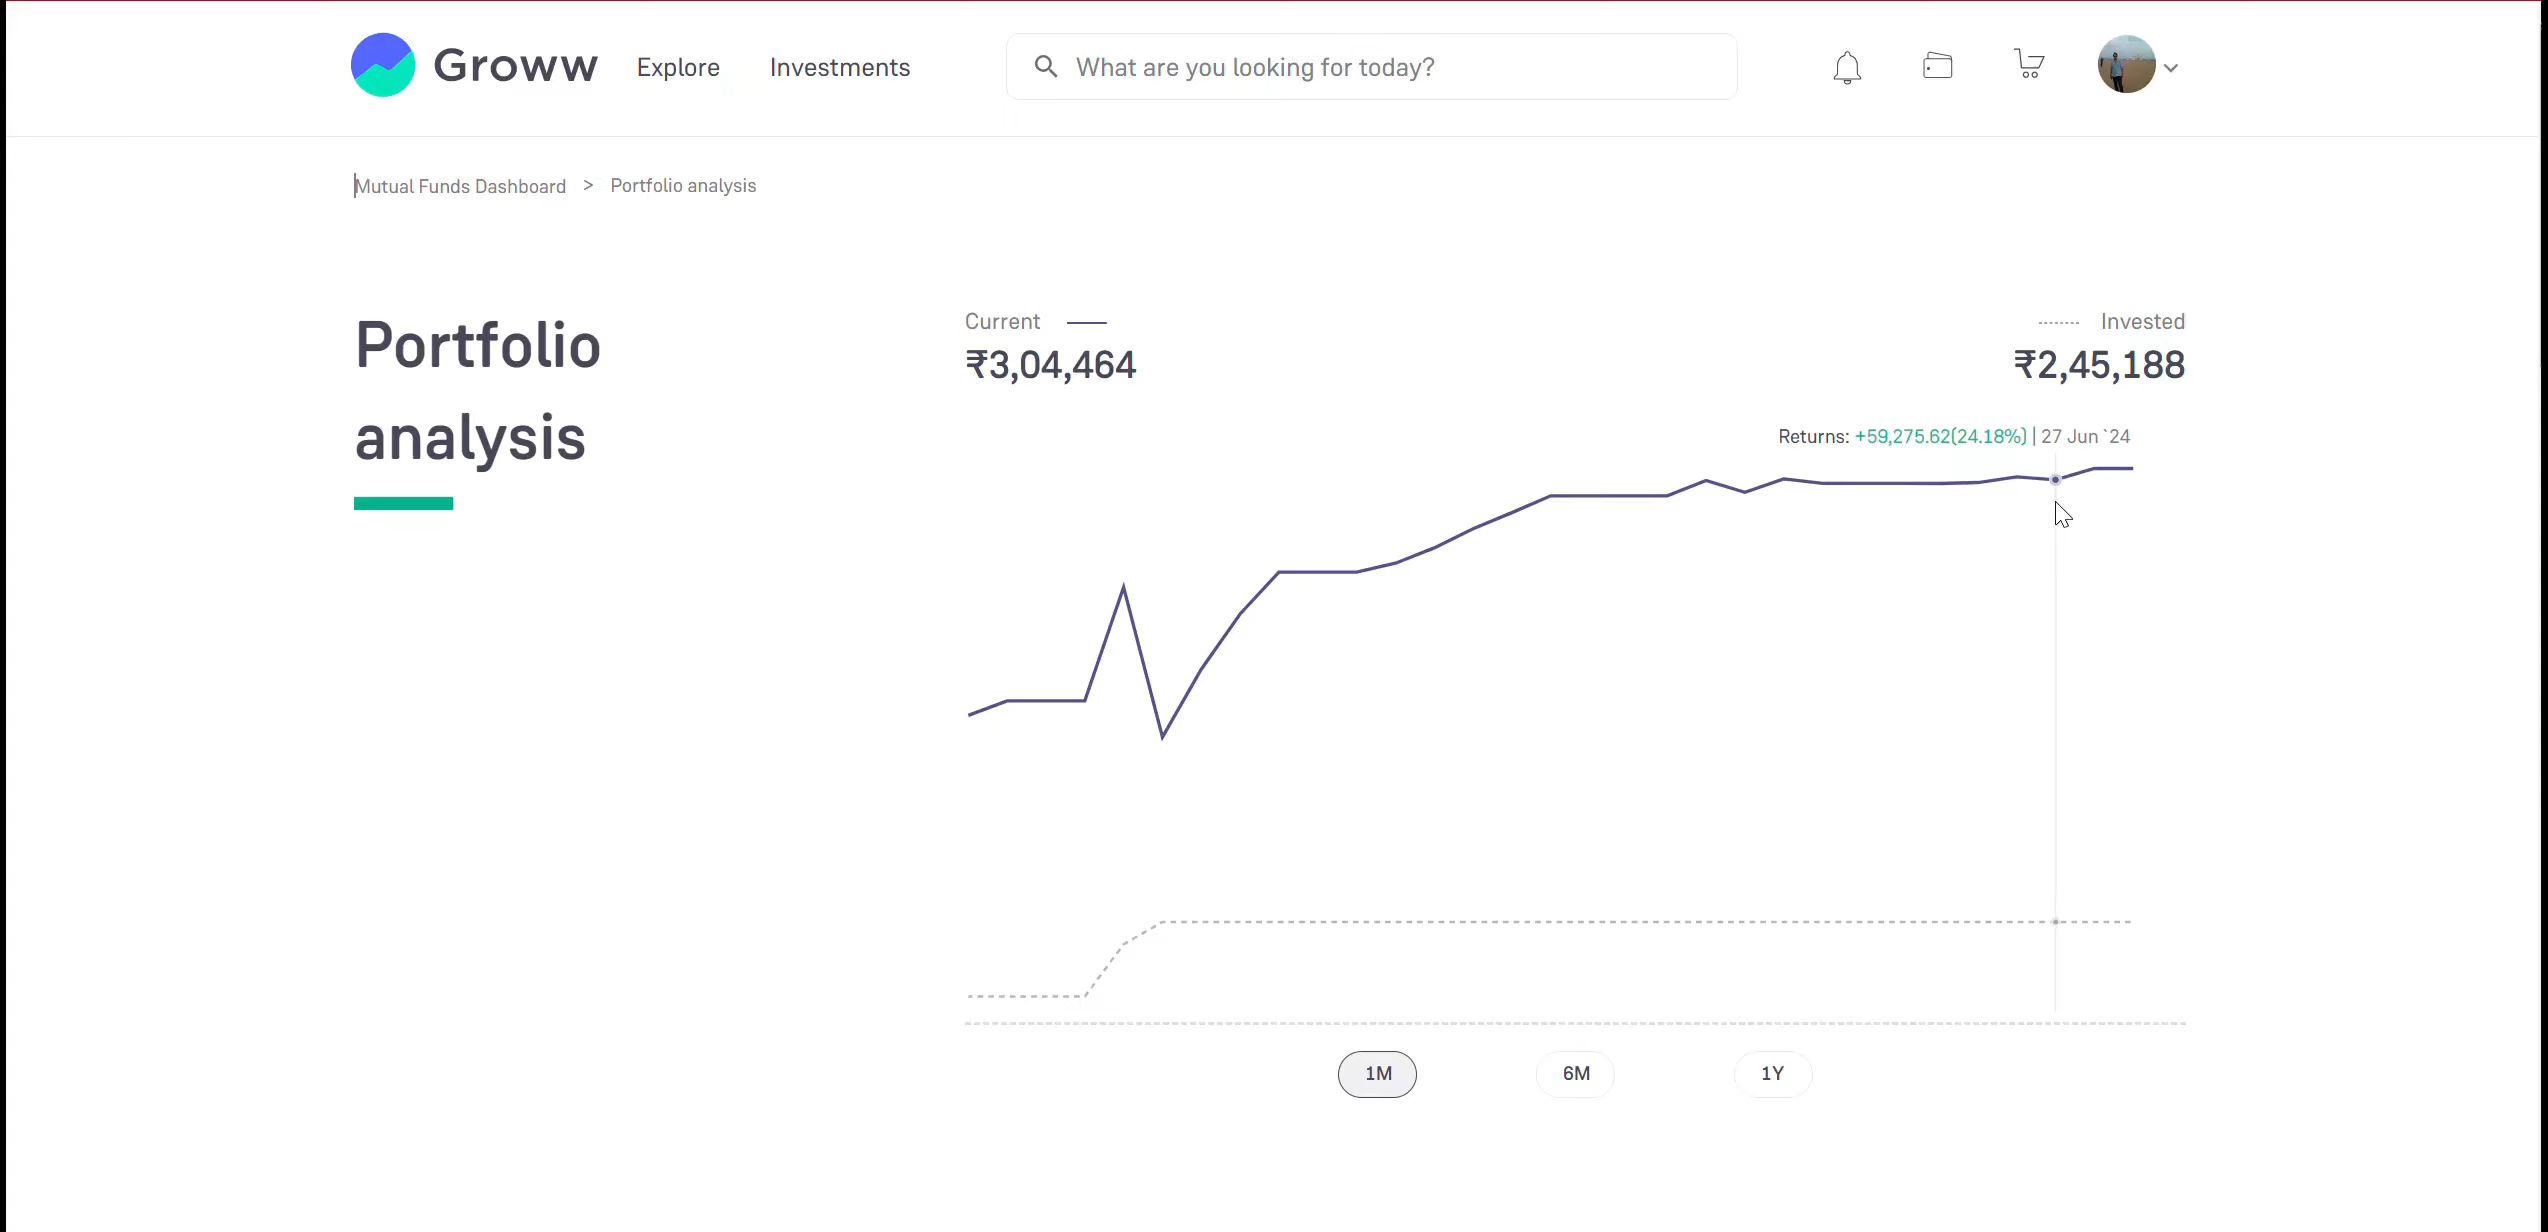 Groww Explore Investments What are you looking for today?
Mutual Funds Dashboard > Portfolio analysis
Portfolio
analysis
Current Invested
₹3,04,464 ₹2,45,188
Returns: +59,275.62(24.18%) | 27 Jun `24
1M 6M 1Y